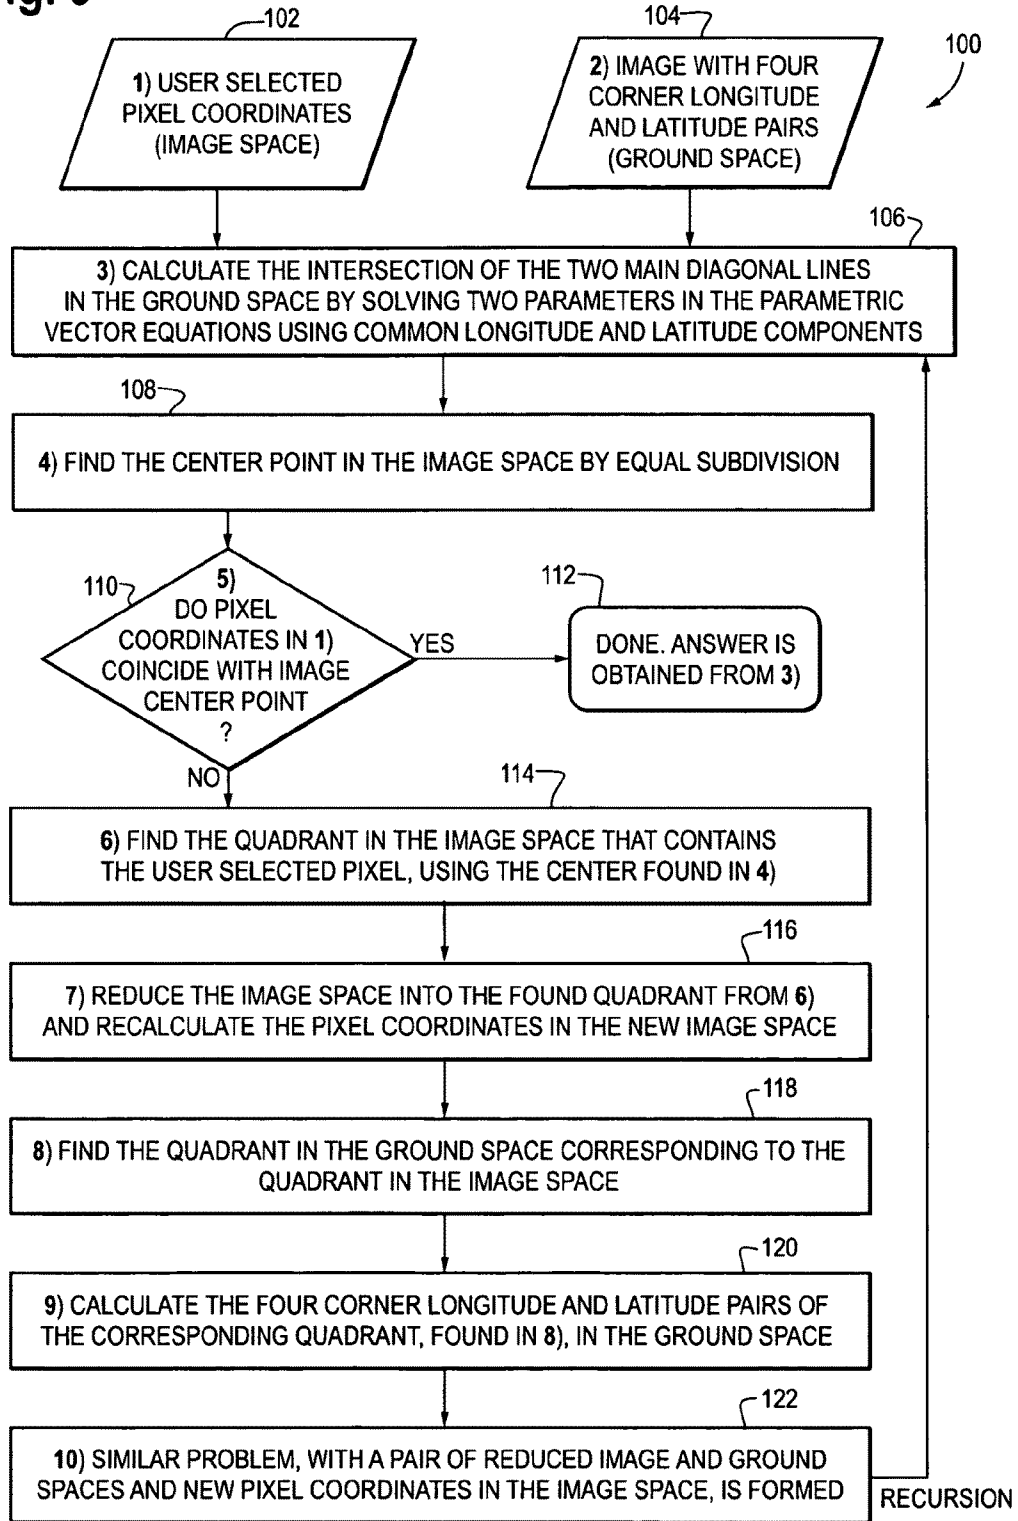 102
104
100
1) USER SELECTED
PIXEL COORDINATES
(IMAGE SPACE)
2) IMAGE WITH FOUR
CORNER LONGITUDE
AND LATITUDE PAIRS
(GROUND SPACE)
106
3) CALCULATE THE INTERSECTION OF THE TWO MAIN DIAGONAL LINES
IN THE GROUND SPACE BY SOLVING TWO PARAMETERS IN THE PARAMETRIC
VECTOR EQUATIONS USING COMMON LONGITUDE AND LATITUDE COMPONENTS
108
4) FIND THE CENTER POINT IN THE IMAGE SPACE BY EQUAL SUBDIVISION
110
5)
DO PIXEL
COORDINATES IN 1)
COINCIDE WITH IMAGE
CENTER POINT
?
YES
112
DONE. ANSWER IS
OBTAINED FROM 3)
NO
114
6) FIND THE QUADRANT IN THE IMAGE SPACE THAT CONTAINS
THE USER SELECTED PIXEL, USING THE CENTER FOUND IN 4)
116
7) REDUCE THE IMAGE SPACE INTO THE FOUND QUADRANT FROM 6)
AND RECALCULATE THE PIXEL COORDINATES IN THE NEW IMAGE SPACE
118
8) FIND THE QUADRANT IN THE GROUND SPACE CORRESPONDING TO THE
QUADRANT IN THE IMAGE SPACE
120
9) CALCULATE THE FOUR CORNER LONGITUDE AND LATITUDE PAIRS OF
THE CORRESPONDING QUADRANT, FOUND IN 8), IN THE GROUND SPACE
122
10) SIMILAR PROBLEM, WITH A PAIR OF REDUCED IMAGE AND GROUND
SPACES AND NEW PIXEL COORDINATES IN THE IMAGE SPACE, IS FORMED
RECURSION